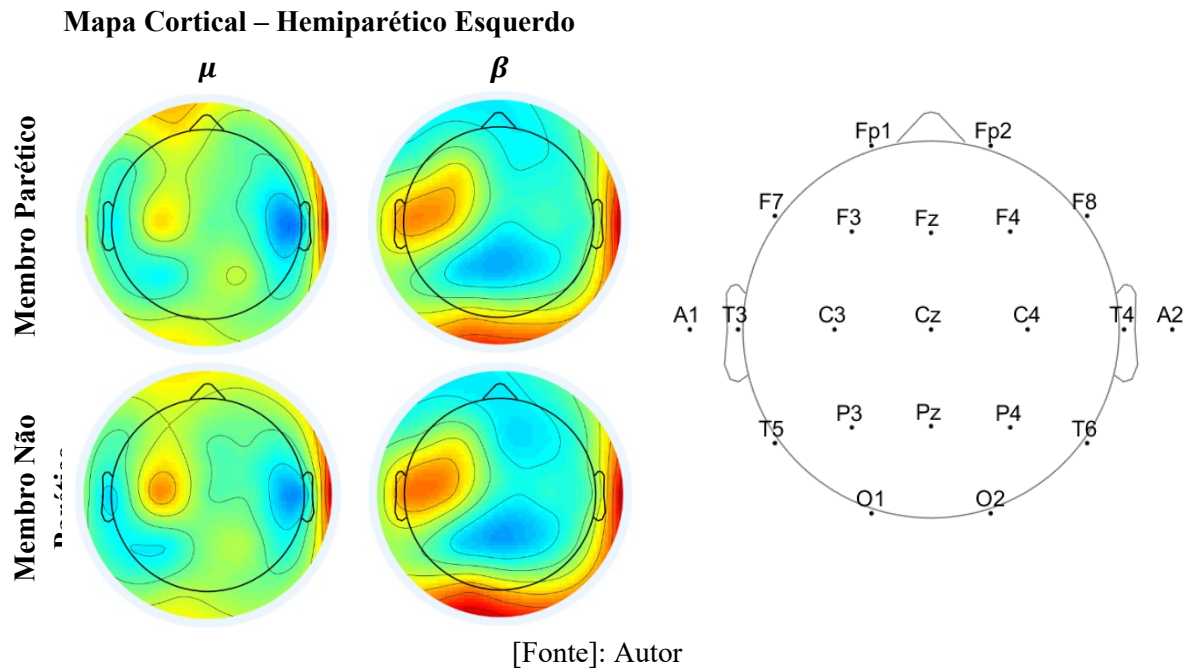 Mapa Cortical – Hemiparético Esquerdo
μ β
Membro Parético
Membro Não
Fp1 Fp2
F7 F8
F3 Fz F4
A1 T3 C3 Cz C4 T4 A2
P3 Pz P4
T5 T6
O1 O2
[Fonte]: Autor